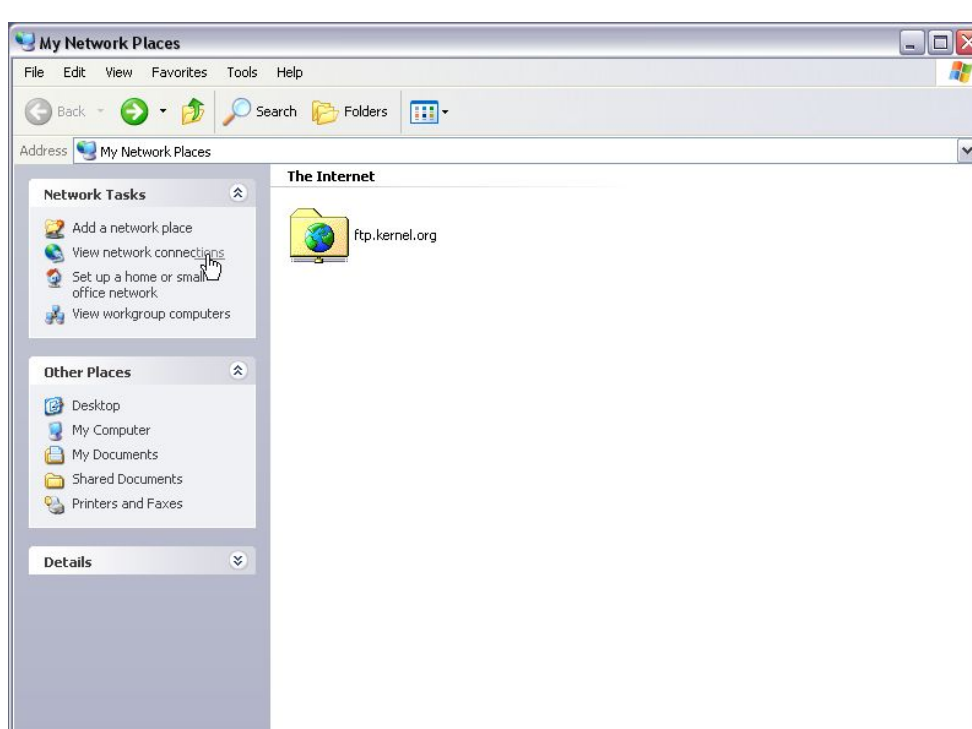 My Network Places
File Edit View Favorites Tools Help
Back Search Folders
Address My Network Places
Network Tasks
Add a network place
View network connections
Set up a home or small
office network
View workgroup computers
Other Places
Desktop
My Computer
My Documents
Shared Documents
Printers and Faxes
Details
The Internet
ftp.kernel.org